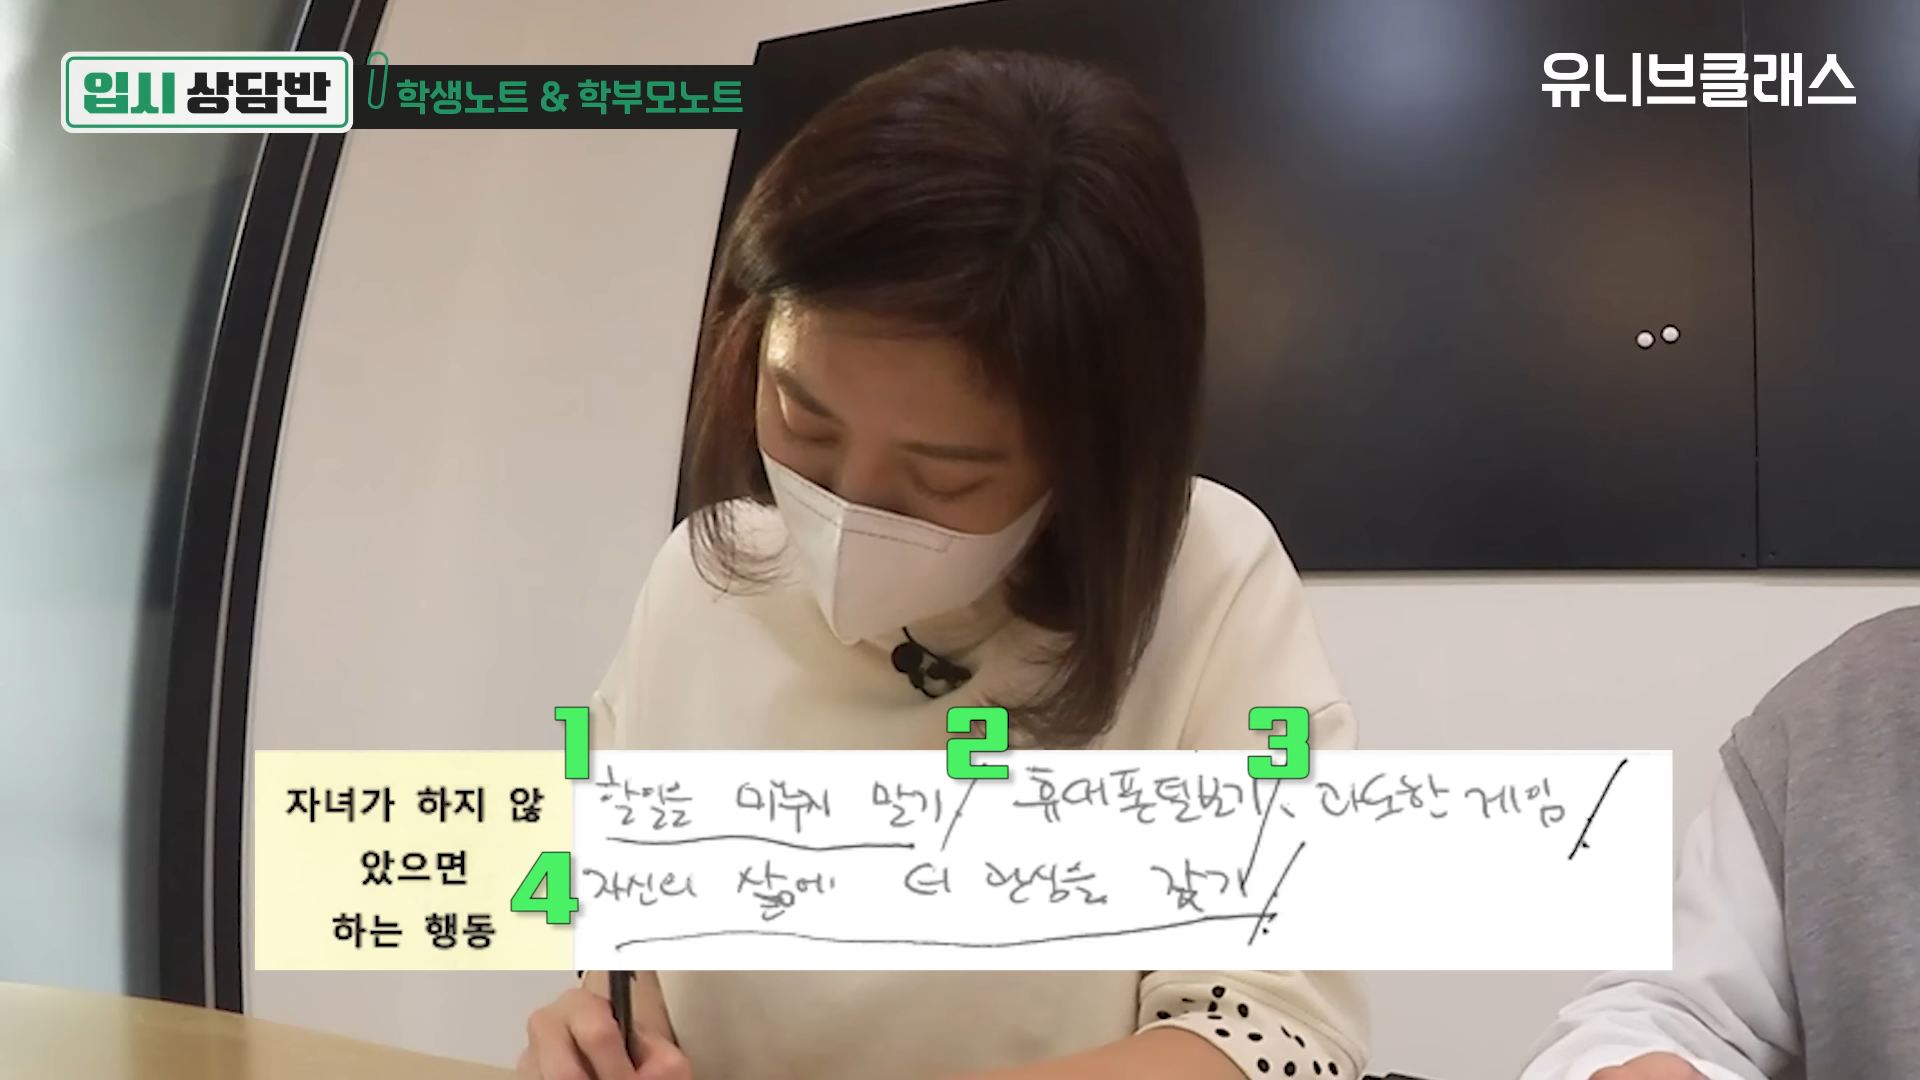 입시 상담반
학생노트 & 학부모노트
유니브클래스
자녀가 하지 않
았으면
하는 행동
1 할일을 미루지 말기/ 2 휴대폰덜보기/、 3 과도한 게임/
4 자신의 삶에 더 관심을 갖기/